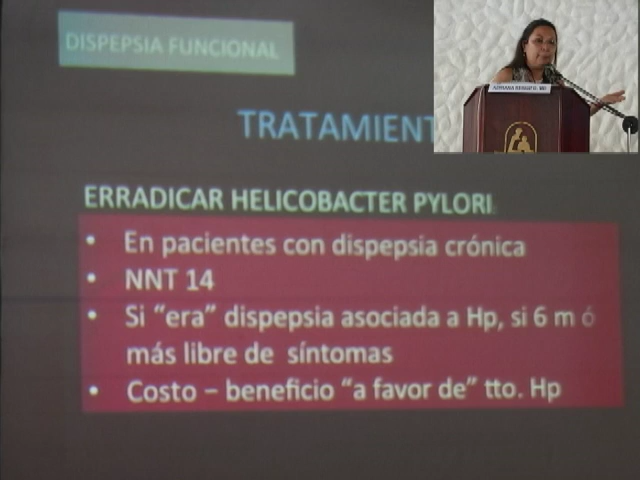 DISPEPSIA FUNCIONAL
TRATAMIENT
ERRADICAR HELICOBACTER PYLORI
• En pacientes con dispepsia crónica
• NNT 14
• Si “era” dispepsia asociada a Hp, si 6 m ó
más libre de síntomas
• Costo – beneficio “a favor de” tto. Hp